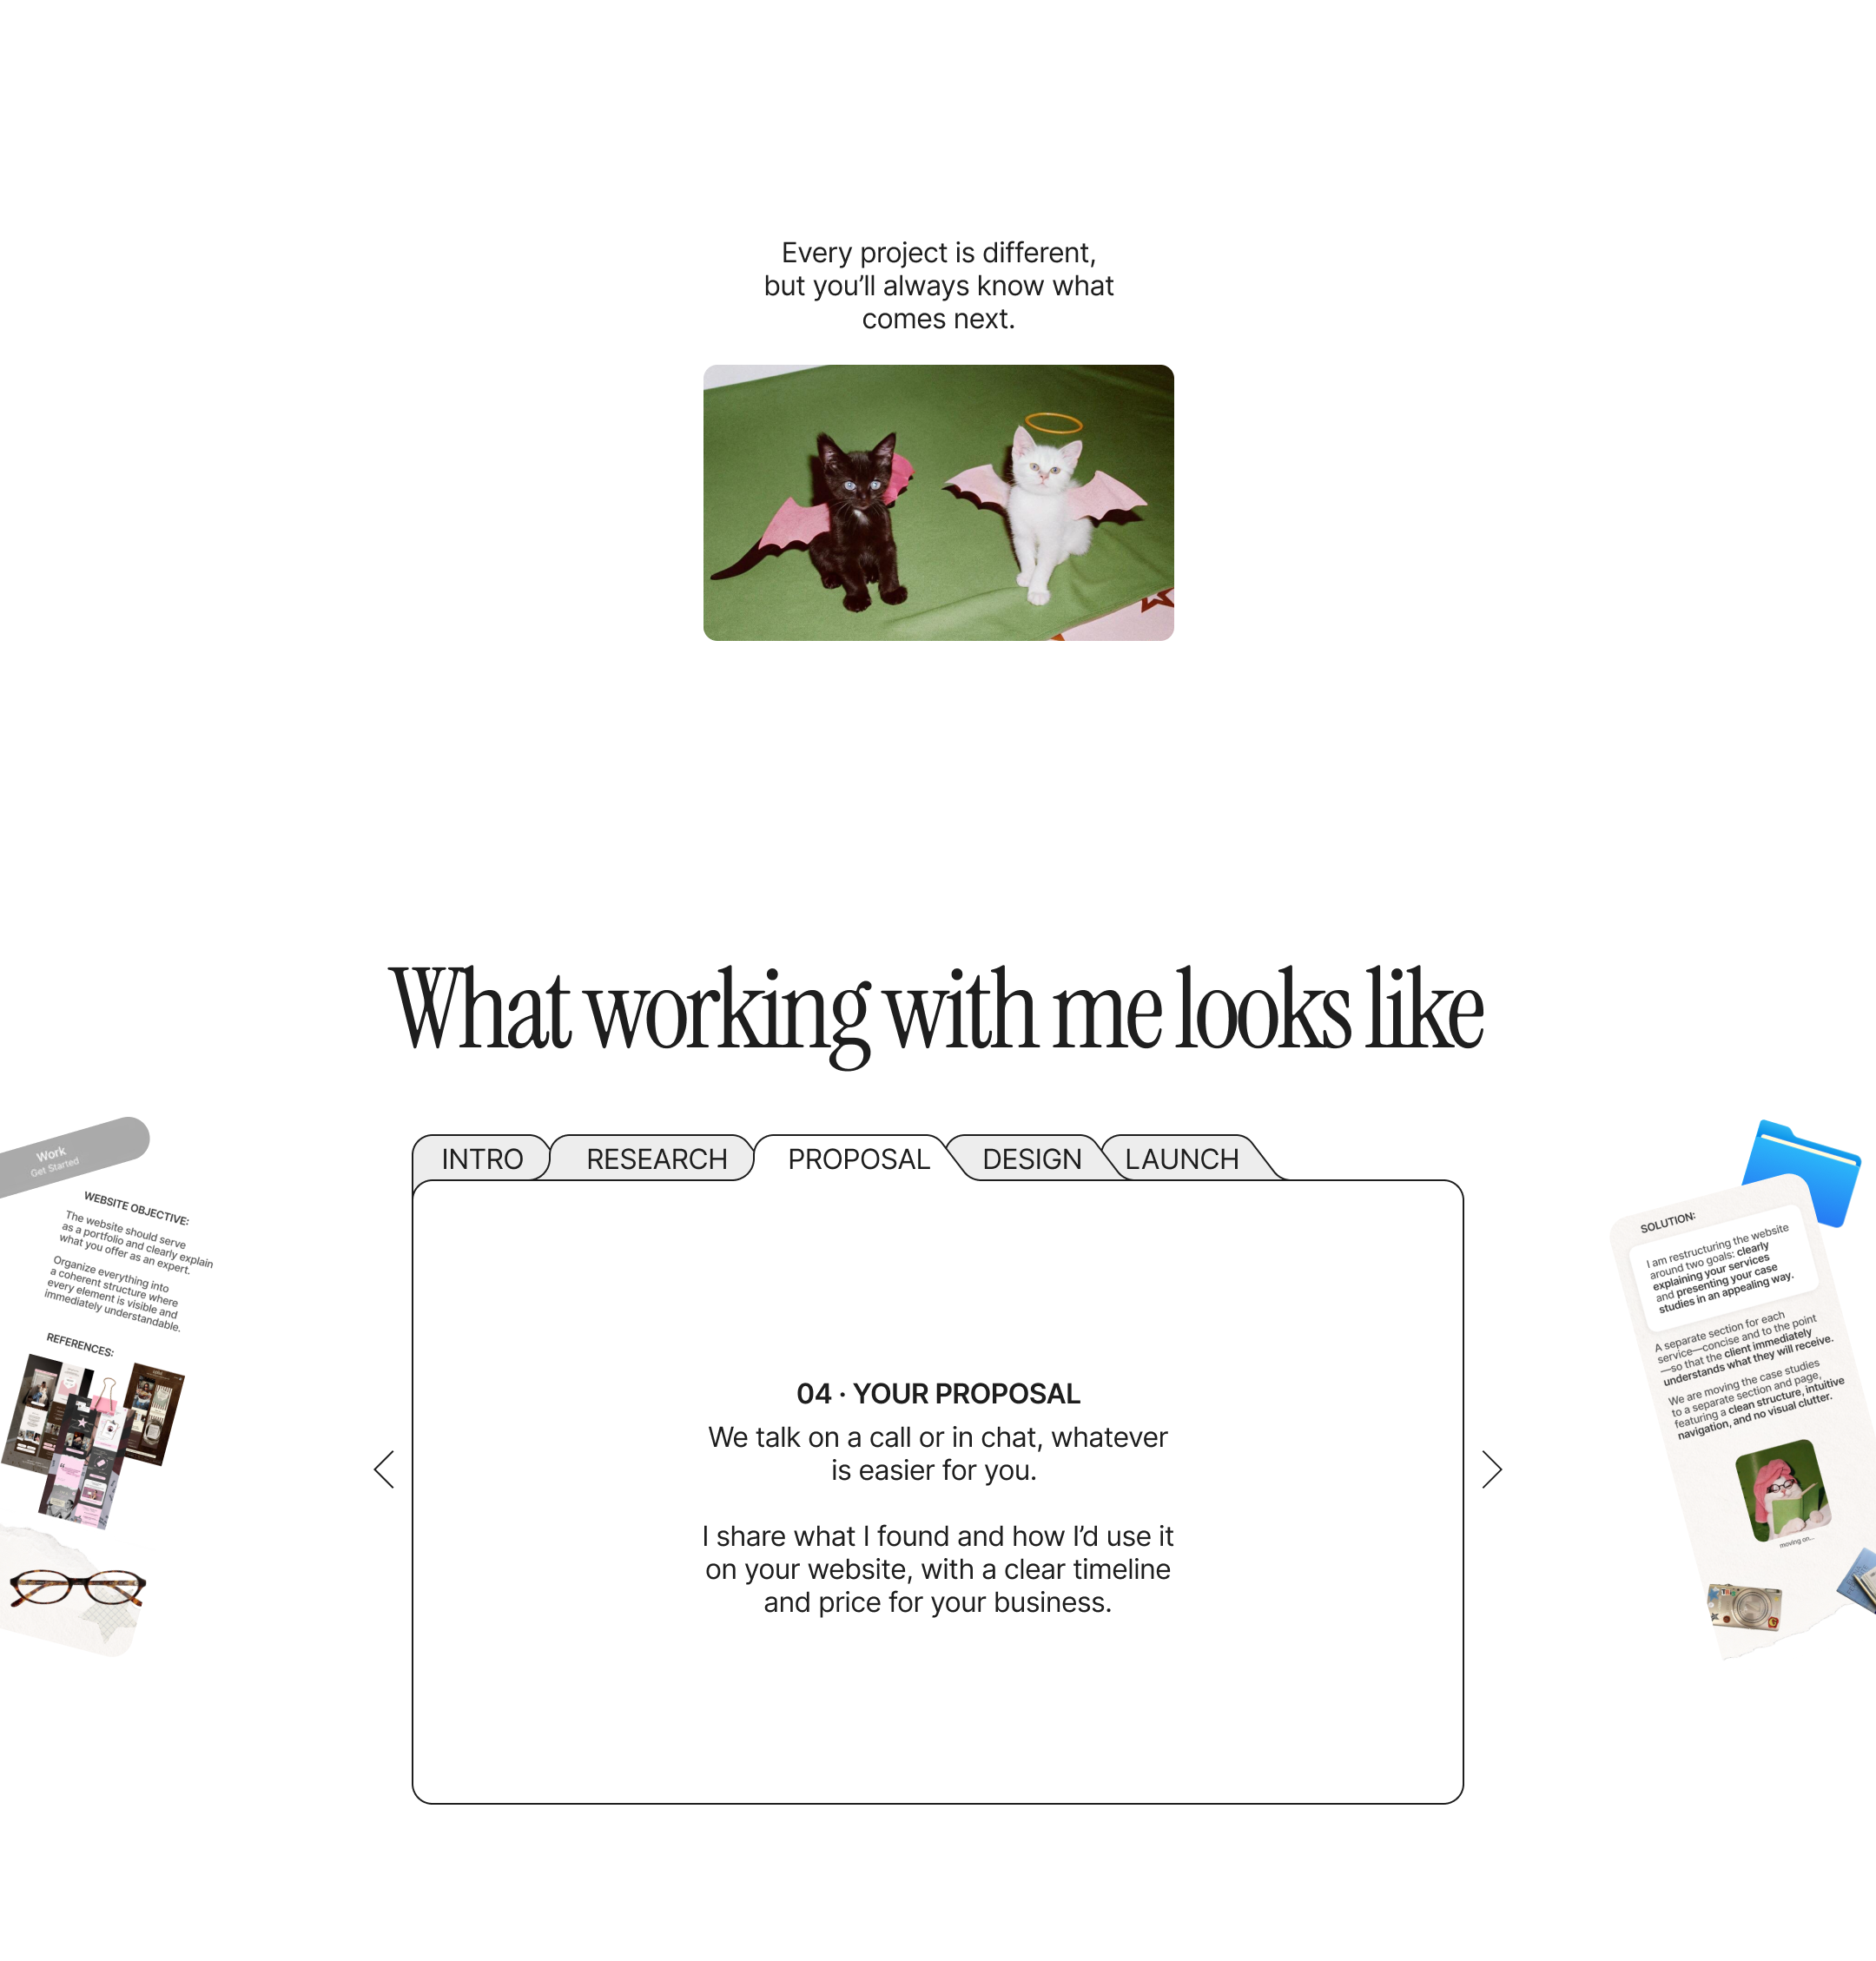 Every project is different,
but you’ll always know what
comes next.
What working with me looks like
Work
Get Started
WEBSITE OBJECTIVE:
The website should serve
as a portfolio and clearly explain
what you offer as an expert.
Organize everything into
a coherent structure where
every element is visible and
immediately understandable.
REFERENCES:
INTRO
RESEARCH
PROPOSAL
DESIGN
LAUNCH
04 · YOUR PROPOSAL
We talk on a call or in chat, whatever
is easier for you.
I share what I found and how I’d use it
on your website, with a clear timeline
and price for your business.
SOLUTION:
I am restructuring the website
around two goals: clearly
explaining your services
and presenting your case
studies in an appealing way.
A separate section for each
service—concise and to the point
—so that the client immediately
understands what they will receive.
We are moving the case studies
to a separate section and page,
featuring a clean structure, intuitive
navigation, and no visual clutter.
moving on...